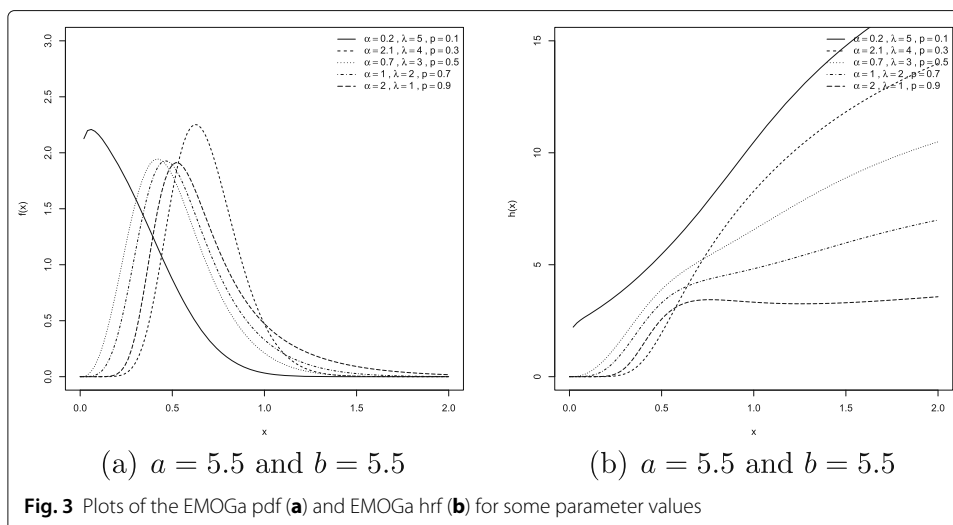 α=0.2 , λ=5 , p=0.1
α=2.1 , λ=4 , p=0.3
α=0.7 , λ=3 , p=0.5
α=1 , λ=2 , p=0.7
α=2 , λ=1 , p=0.9
f(x)
2.0
3.0
2.5
2.0
1.5
1.0
0.5
0.0
0.0
0.5
1.0
1.5
2.0
x
(a) a = 5.5 and b = 5.5
α=0.2 , λ=5 , p=0.1
α=2.1 , λ=4 , p=0.3
α=0.7 , λ=3 , p=0.5
α=1 , λ=2 , p=0.7
α=2 , λ=1 , p=0.9
h(x)
15
10
5
0
0.0
0.5
1.0
1.5
2.0
x
(b) a = 5.5 and b = 5.5
Fig. 3 Plots of the EMOGa pdf (a) and EMOGa hrf (b) for some parameter values